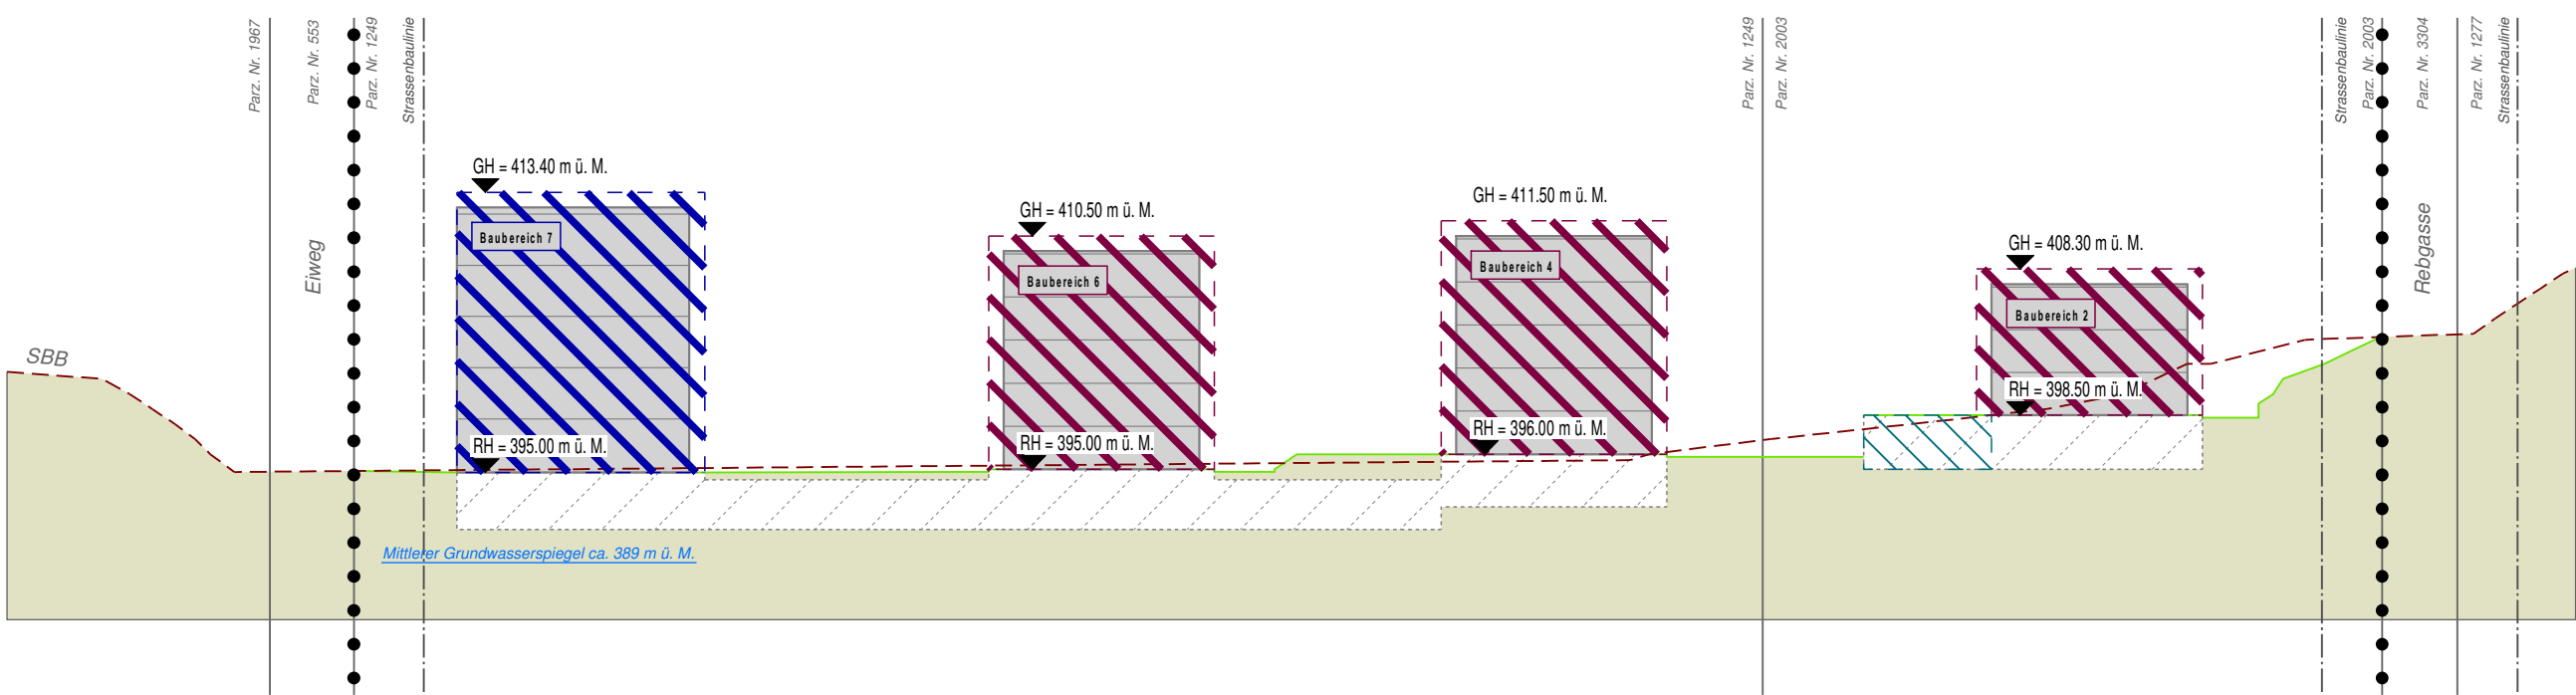 Parz. Nr. 1967
Parz. Nr. 553
Parz. Nr. 1249
Strassenbaulinie
Parz. Nr. 1249
Parz. Nr. 2003
Strassenbaulinie
Parz. Nr. 2003
Parz. Nr. 3304
Parz. Nr. 1277
Strassenbaulinie
GH = 413.40 m ü. M.
GH = 410.50 m ü. M.
GH = 411.50 m ü. M.
GH = 408.30 m ü. M.
Baubereich 7
Baubereich 6
Baubereich 4
Baubereich 2
Eiweg
Rebgasse
SBB
RH = 395.00 m ü. M.
RH = 395.00 m ü. M.
RH = 396.00 m ü. M.
RH = 398.50 m ü. M.
Mittlerer Grundwasserspiegel ca. 389 m ü. M.